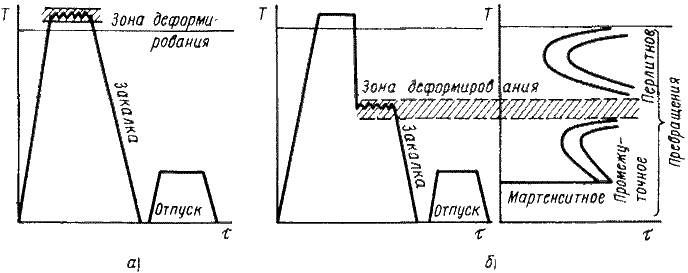 T
Зона деформи-
рования
Закалка
Отпуск
τ
а)
T
Зона деформирования
Закалка
Отпуск
τ
б)
T
Перлитное
Промежу-
точное
Превращения
Мартенситное
τ